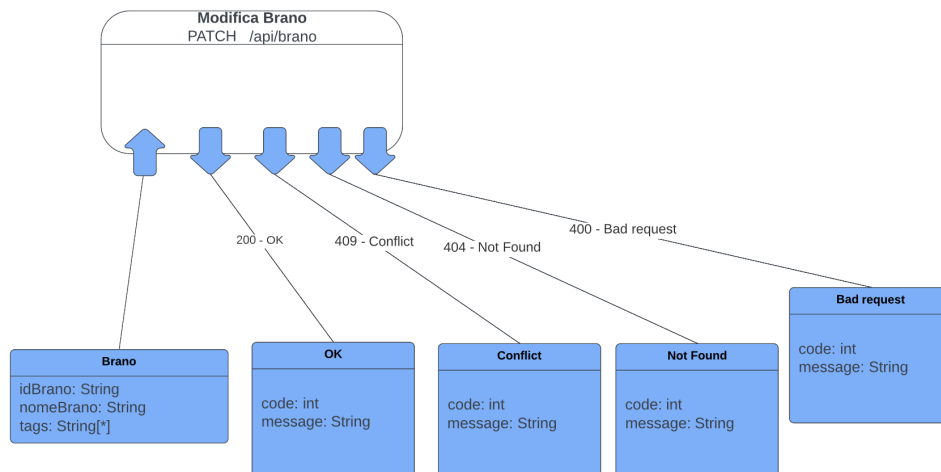 Modifica Brano
PATCH /api/brano
400 - Bad request
200 - OK
409 - Conflict
404 - Not Found
Brano
idBrano: String
nomeBrano: String
tags: String[*]
OK
code: int
message: String
Conflict
code: int
message: String
Not Found
code: int
message: String
Bad request
code: int
message: String